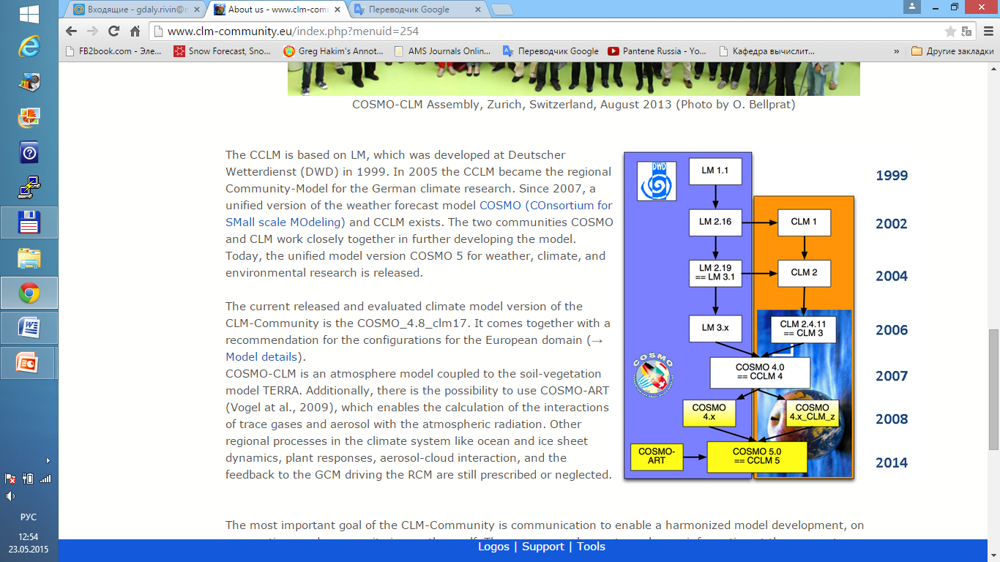 Входящие - gdaly.rivin@
About us - www.clm-com
Переводчик Google
www.clm-community.eu/index.php?menuid=254
FB2book.com - Эле...
Snow Forecast, Sno...
Greg Hakim's Annot...
AMS Journals Onlin...
Переводчик Google
Pantene Russia - Yo...
Кафедра вычислит...
»
Другие закладки
COSMO-CLM Assembly, Zurich, Switzerland, August 2013 (Photo by O. Bellprat)
The CCLM is based on LM, which was developed at Deutscher
Wetterdienst (DWD) in 1999. In 2005 the CCLM became the regional
Community-Model for the German climate research. Since 2007, a
unified version of the weather forecast model COSMO (COnsortium for
SMall scale MOdeling) and CCLM exists. The two communities COSMO
and CLM work closely together in further developing the model.
Today, the unified model version COSMO 5 for weather, climate, and
environmental research is released.
The current released and evaluated climate model version of the
CLM-Community is the COSMO_4.8_clm17. It comes together with a
recommendation for the configurations for the European domain (→
Model details).
COSMO-CLM is an atmosphere model coupled to the soil-vegetation
model TERRA. Additionally, there is the possibility to use COSMO-ART
(Vogel at al., 2009), which enables the calculation of the interactions
of trace gases and aerosol with the atmospheric radiation. Other
regional processes in the climate system like ocean and ice sheet
dynamics, plant responses, aerosol-cloud interaction, and the
feedback to the GCM driving the RCM are still prescribed or neglected.
DWD
LM 1.1
1999
LM 2.16
CLM 1
2002
LM 2.19
== LM 3.1
CLM 2
2004
LM 3.x
CLM 2.4.11
== CLM 3
2006
COSMO
COSMO 4.0
== CCLM 4
2007
COSMO
4.x
COSMO
4.x_CLM_z
2008
COSMO-
ART
COSMO 5.0
== CCLM 5
2014
The most important goal of the CLM-Community is communication to enable a harmonized model development, on
Logos | Support | Tools
РУС
12:54
23.05.2015